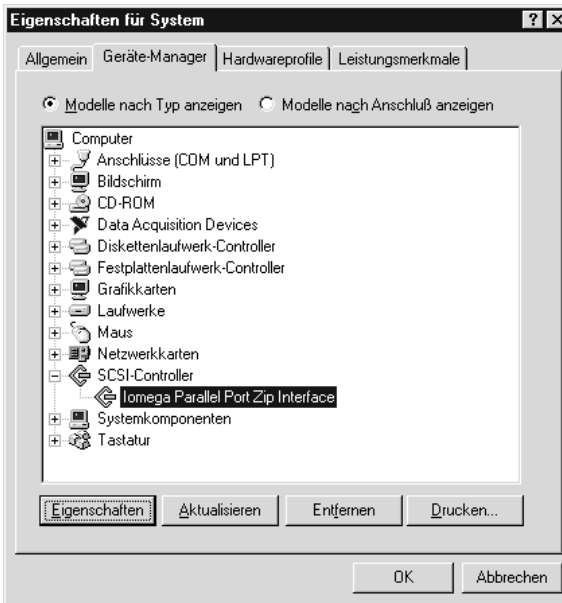 Eigenschaften für System
Allgemein Geräte-Manager Hardwareprofile Leistungsmerkmale
Modelle nach Typ anzeigen Modelle nach Anschluß anzeigen
Computer
Anschlüsse (COM und LPT)
Bildschirm
CD-ROM
Data Acquisition Devices
Diskettenlaufwerk-Controller
Festplattenlaufwerk-Controller
Grafikkarten
Laufwerke
Maus
Netzwerkkarten
SCSI-Controller
Iomega Parallel Port Zip Interface
Systemkomponenten
Tastatur
Eigenschaften Aktualisieren Entfernen Drucken...
OK Abbrechen